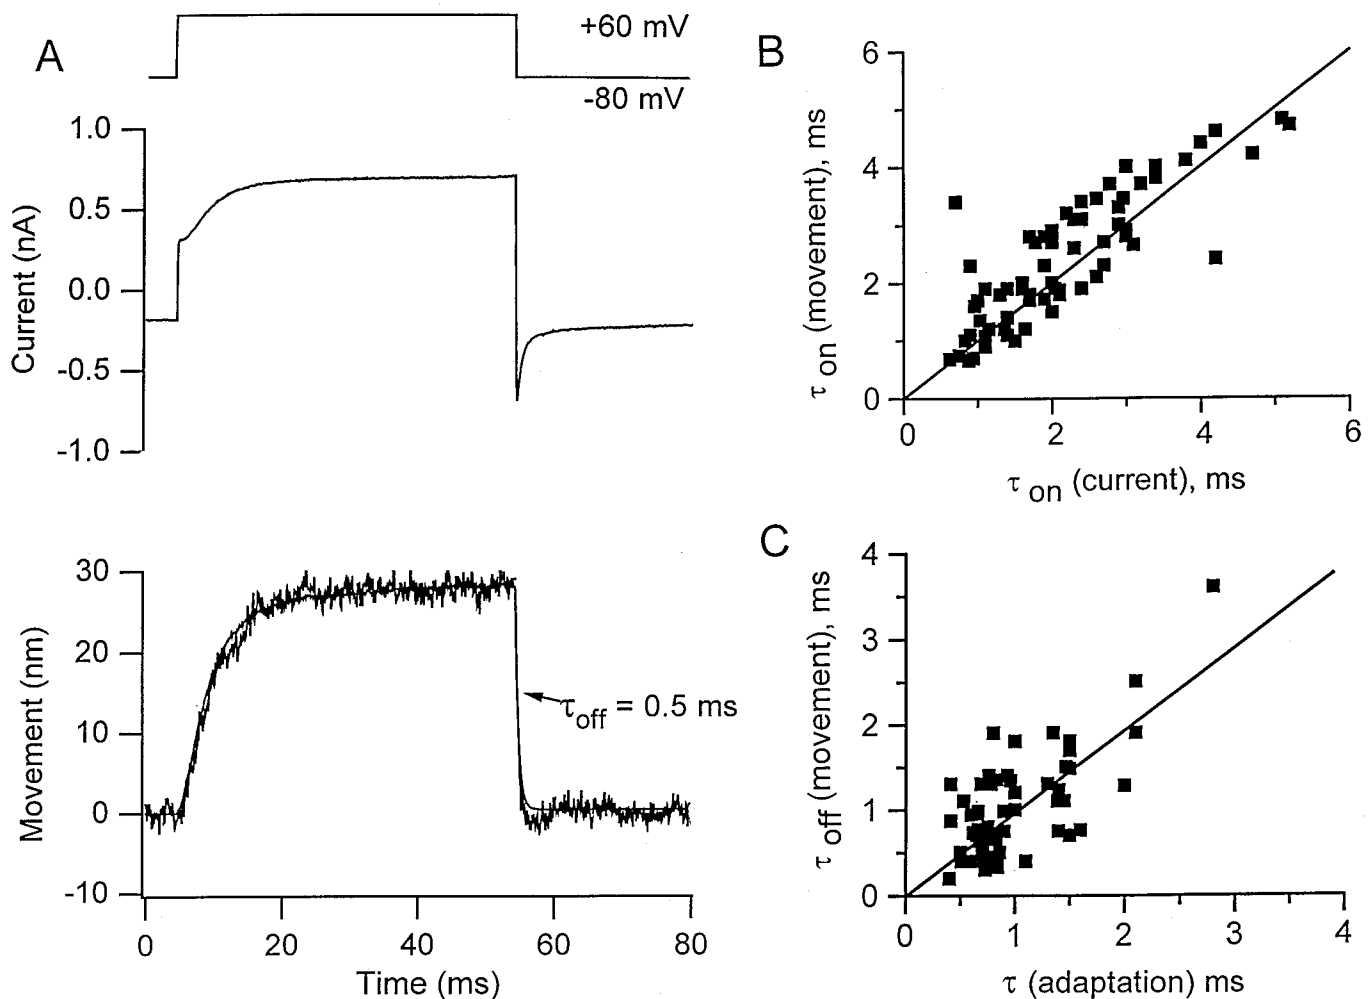 A
+60 mV
-80 mV
1.0
0.5
0.0
-0.5
-1.0
Current (nA)
30
20
10
0
-10
Movement (nm)
τoff = 0.5 ms
0 20 40 60 80
Time (ms)
B
6
4
2
0
τ on (movement), ms
0 2 4 6
τ on (current), ms
C
4
3
2
1
0
τ off (movement), ms
0 1 2 3 4
τ (adaptation) ms